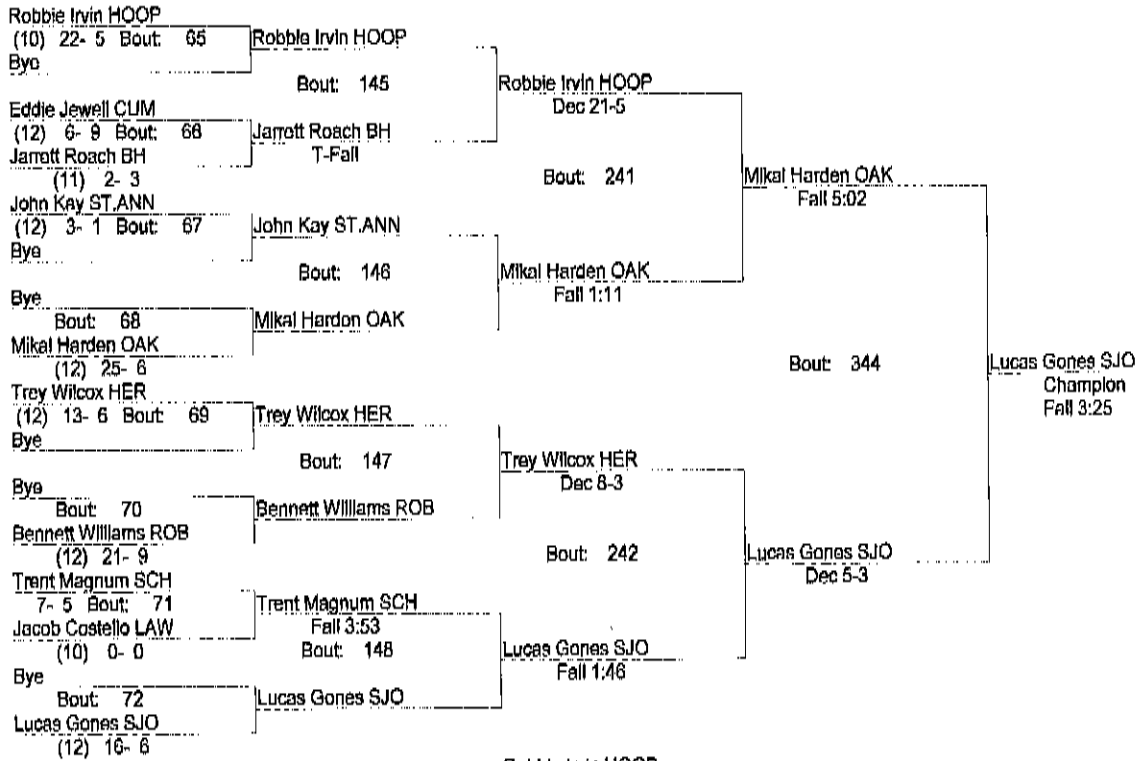 Robbie Irvin HOOP
(10) 22- 5 Bout: 65
Bye
Eddie Jewell CUM
(12) 6- 9 Bout: 66
Jarrott Roach BH
(11) 2- 3
John Kay ST.ANN
(12) 3- 1 Bout: 67
Bye
Bye
Bout: 68
Mikal Harden OAK
(12) 25- 6
Trey Wilcox HER
(12) 13- 6 Bout: 69
Bye
Bye
Bout: 70
Bennett Williams ROB
(12) 21- 9
Trent Magnum SCH
7- 5 Bout: 71
Jacob Costello LAW
(10) 0- 0
Bye
Bout: 72
Lucas Gones SJO
(12) 16- 6
Robbie Irvin HOOP
Bout: 145
Jarrott Roach BH
T-Fall
John Kay ST.ANN
Bout: 146
Mikal Harden OAK
Trey Wilcox HER
Bout: 147
Bennett Williams ROB
Trent Magnum SCH
Fall 3:53
Bout: 148
Lucas Gones SJO
Robbie Irvin HOOP
Dec 21-5
Bout: 241
Mikal Harden OAK
Fall 1:11
Trey Wilcox HER
Dec 8-3
Bout: 242
Lucas Gones SJO
Fall 1:46
Mikal Harden OAK
Fall 5:02
Bout: 344
Lucas Gones SJO
Dec 5-3
Lucas Gones SJO
Champion
Fall 3:25